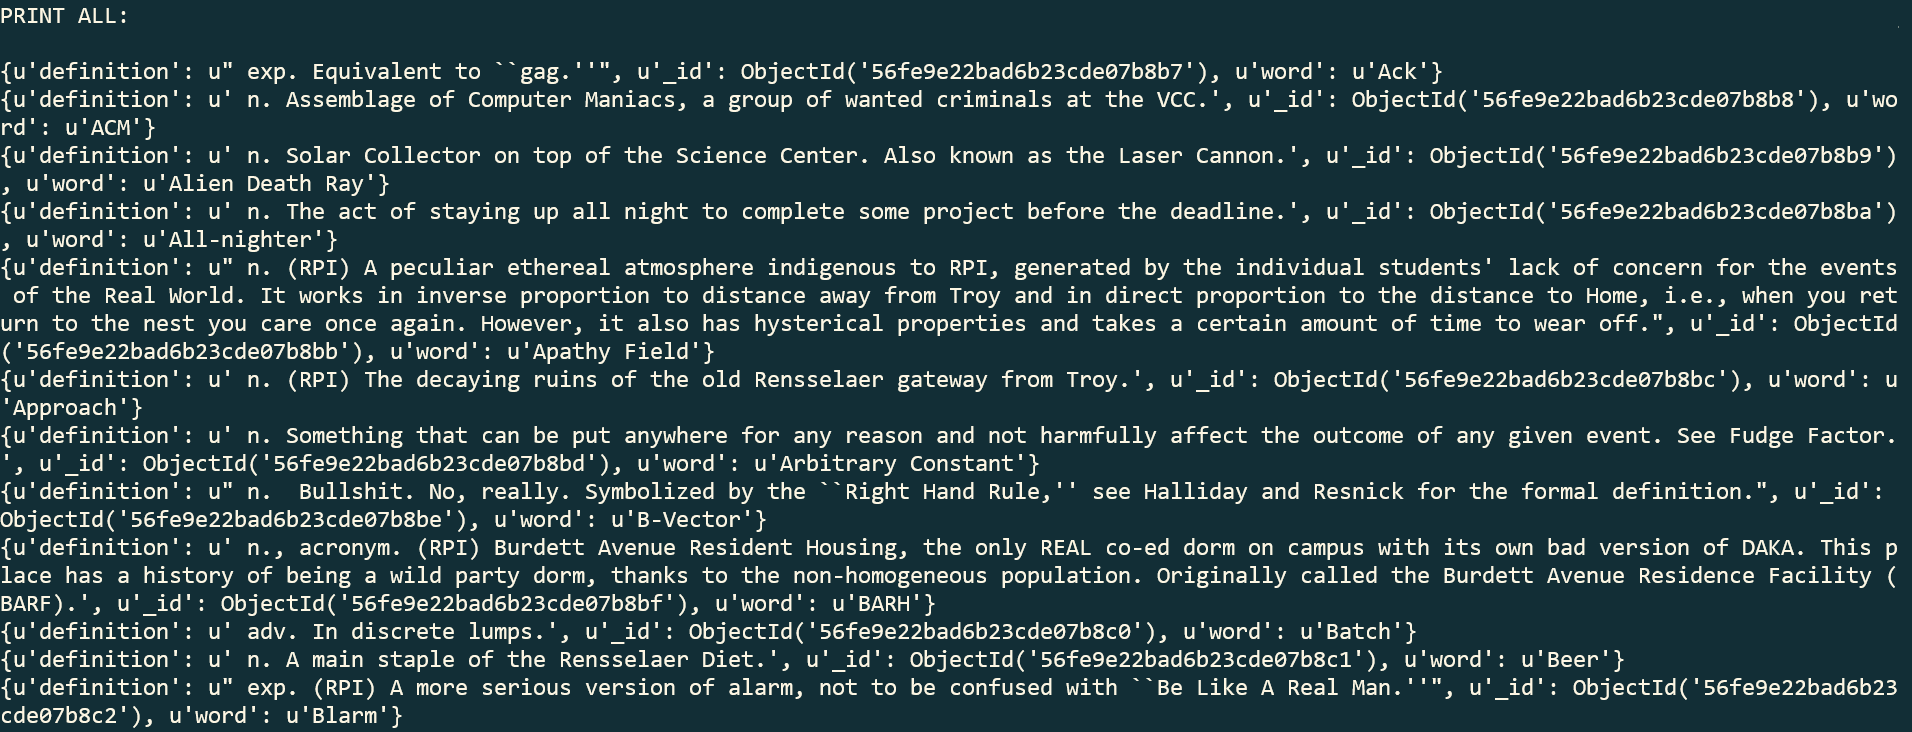 PRINT ALL:
{u'definition': u" exp. Equivalent to ``gag.''", u'_id': ObjectId('56fe9e22bad6b23cde07b8b7'), u'word': u'Ack'}
{u'definition': u' n. Assemblage of Computer Maniacs, a group of wanted criminals at the VCC.', u'_id': ObjectId('56fe9e22bad6b23cde07b8b8'), u'wo
rd': u'ACM'}
{u'definition': u' n. Solar Collector on top of the Science Center. Also known as the Laser Cannon.', u'_id': ObjectId('56fe9e22bad6b23cde07b8b9')
, u'word': u'Alien Death Ray'}
{u'definition': u' n. The act of staying up all night to complete some project before the deadline.', u'_id': ObjectId('56fe9e22bad6b23cde07b8ba')
, u'word': u'All-nighter'}
{u'definition': u" n. (RPI) A peculiar ethereal atmosphere indigenous to RPI, generated by the individual students' lack of concern for the events
 of the Real World. It works in inverse proportion to distance away from Troy and in direct proportion to the distance to Home, i.e., when you ret
urn to the nest you care once again. However, it also has hysterical properties and takes a certain amount of time to wear off.", u'_id': ObjectId
('56fe9e22bad6b23cde07b8bb'), u'word': u'Apathy Field'}
{u'definition': u' n. (RPI) The decaying ruins of the old Rensselaer gateway from Troy.', u'_id': ObjectId('56fe9e22bad6b23cde07b8bc'), u'word': u
'Approach'}
{u'definition': u' n. Something that can be put anywhere for any reason and not harmfully affect the outcome of any given event. See Fudge Factor.
', u'_id': ObjectId('56fe9e22bad6b23cde07b8bd'), u'word': u'Arbitrary Constant'}
{u'definition': u" n.  Bullshit. No, really. Symbolized by the ``Right Hand Rule,'' see Halliday and Resnick for the formal definition.", u'_id':
ObjectId('56fe9e22bad6b23cde07b8be'), u'word': u'B-Vector'}
{u'definition': u' n., acronym. (RPI) Burdett Avenue Resident Housing, the only REAL co-ed dorm on campus with its own bad version of DAKA. This p
lace has a history of being a wild party dorm, thanks to the non-homogeneous population. Originally called the Burdett Avenue Residence Facility (
BARF).', u'_id': ObjectId('56fe9e22bad6b23cde07b8bf'), u'word': u'BARH'}
{u'definition': u' adv. In discrete lumps.', u'_id': ObjectId('56fe9e22bad6b23cde07b8c0'), u'word': u'Batch'}
{u'definition': u' n. A main staple of the Rensselaer Diet.', u'_id': ObjectId('56fe9e22bad6b23cde07b8c1'), u'word': u'Beer'}
{u'definition': u" exp. (RPI) A more serious version of alarm, not to be confused with ``Be Like A Real Man.''", u'_id': ObjectId('56fe9e22bad6b23
cde07b8c2'), u'word': u'Blarm'}